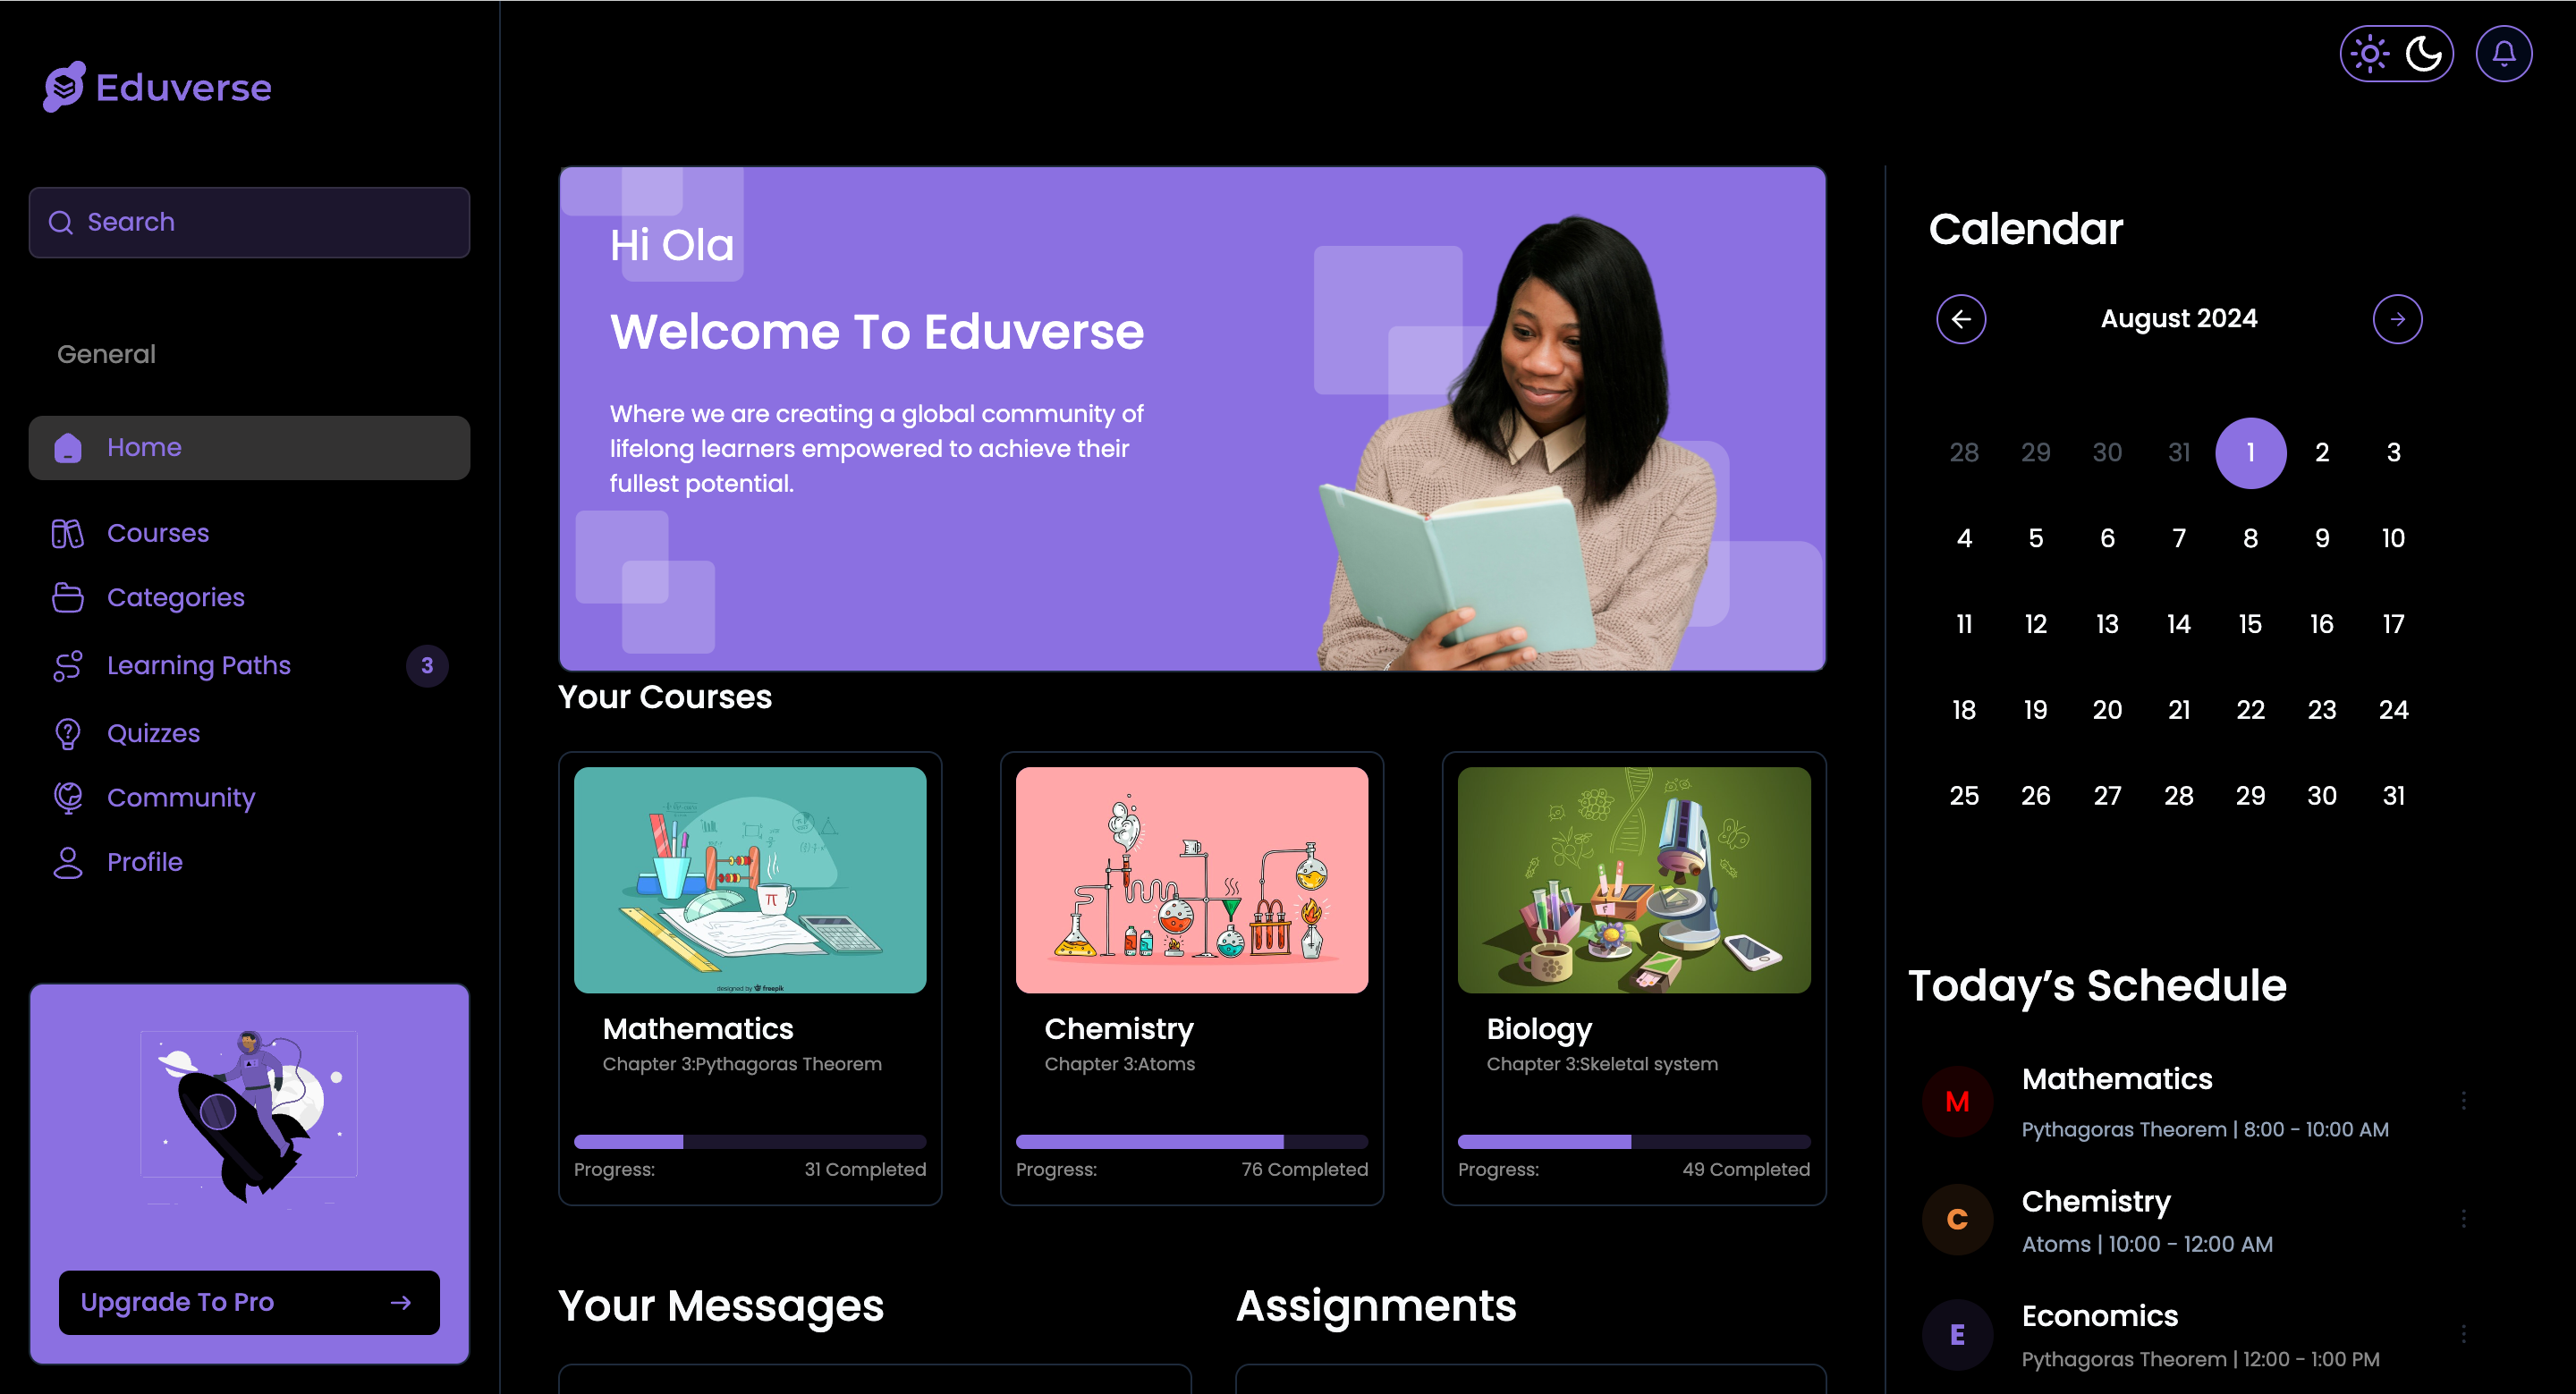 Eduverse
Search
General
Home
Courses
Categories
Learning Paths 3
Quizzes
Community
Profile
Upgrade To Pro
Hi Ola
Welcome To Eduverse
Where we are creating a global community of
lifelong learners empowered to achieve their
fullest potential.
Your Courses
π
designed by freepik
Mathematics
Chapter 3:Pythagoras Theorem
Progress: 31 Completed
Chemistry
Chapter 3:Atoms
Progress: 76 Completed
Biology
Chapter 3:Skeletal system
Progress: 49 Completed
Your Messages
Assignments
Calendar
August 2024
28 29 30 31 1 2 3
4 5 6 7 8 9 10
11 12 13 14 15 16 17
18 19 20 21 22 23 24
25 26 27 28 29 30 31
Today’s Schedule
M
Mathematics
Pythagoras Theorem | 8:00 - 10:00 AM
C
Chemistry
Atoms | 10:00 - 12:00 AM
E
Economics
Pythagoras Theorem | 12:00 - 1:00 PM